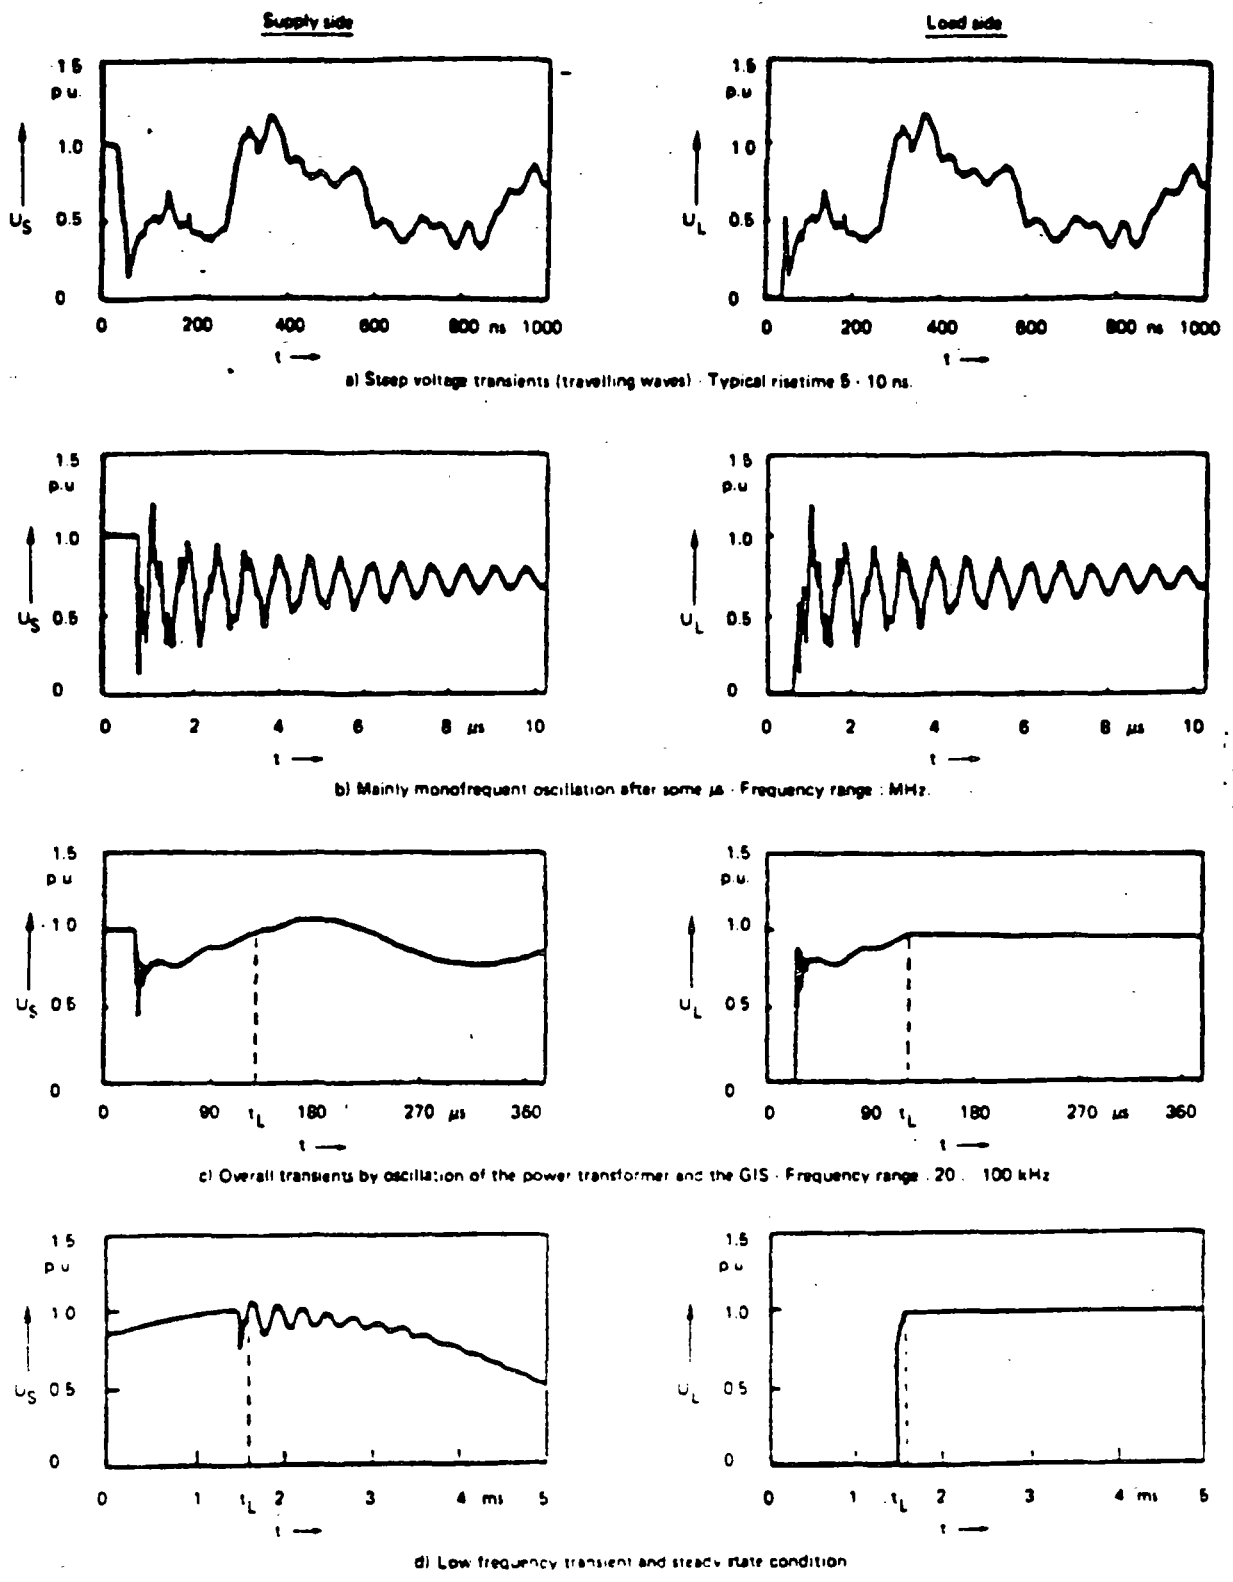 Supply side
Load side
1.5
p.u.
1.0
U_S
0.5
0
0 200 400 600 800 ns 1000
t
1.5
p.u.
1.0
U_L
0.5
0
0 200 400 600 800 ns 1000
t
a) Steep voltage transients (travelling waves) · Typical risetime 5 - 10 ns.
1.5
p.u
1.0
U_S
0.5
0
0 2 4 6 8 µs 10
t
1.5
p.u
1.0
U_L
0.5
0
0 2 4 6 8 µs 10
t
b) Mainly monofrequent oscillation after some µs · Frequency range : MHz.
1.5
p u
1.0
U_S
0.5
0
0 90 t_L 180 270 µs 360
t
1.5
p.u.
1.0
U_L
0.5
0
0 90 t_L 180 270 µs 360
t
c) Overall transients by oscillation of the power transformer and the GIS · Frequency range . 20 . 100 kHz
1.5
p u
1.0
U_S
0.5
0
0 1 t_L 2 3 4 ms 5
t
1.5
p u
1.0
U_L
0.5
0
0 1 t_L 2 3 4 ms 5
t
d) Low frequency transient and steady state condition